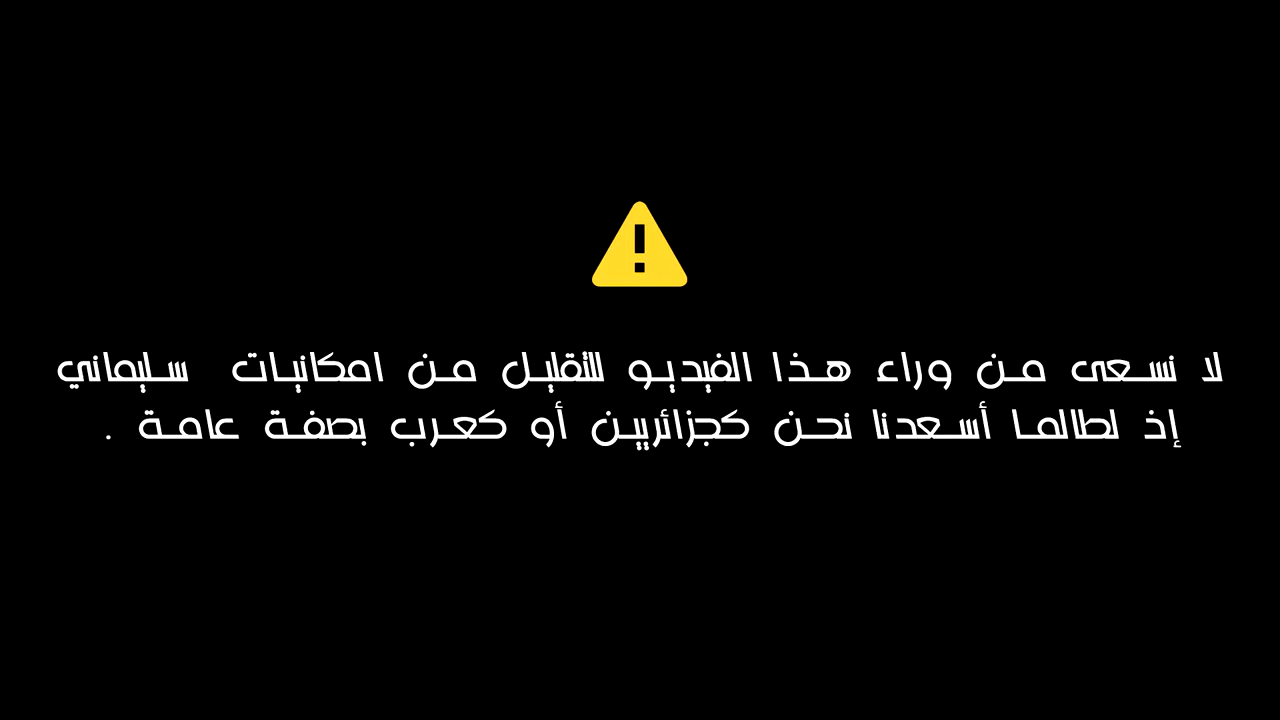 لا نسعى من وراء هذا الفيديو للتقليل من امكانيات سليماني
إذ لطالما أسعدنا نحن كجزائريين أو كعرب بصفة عامة .